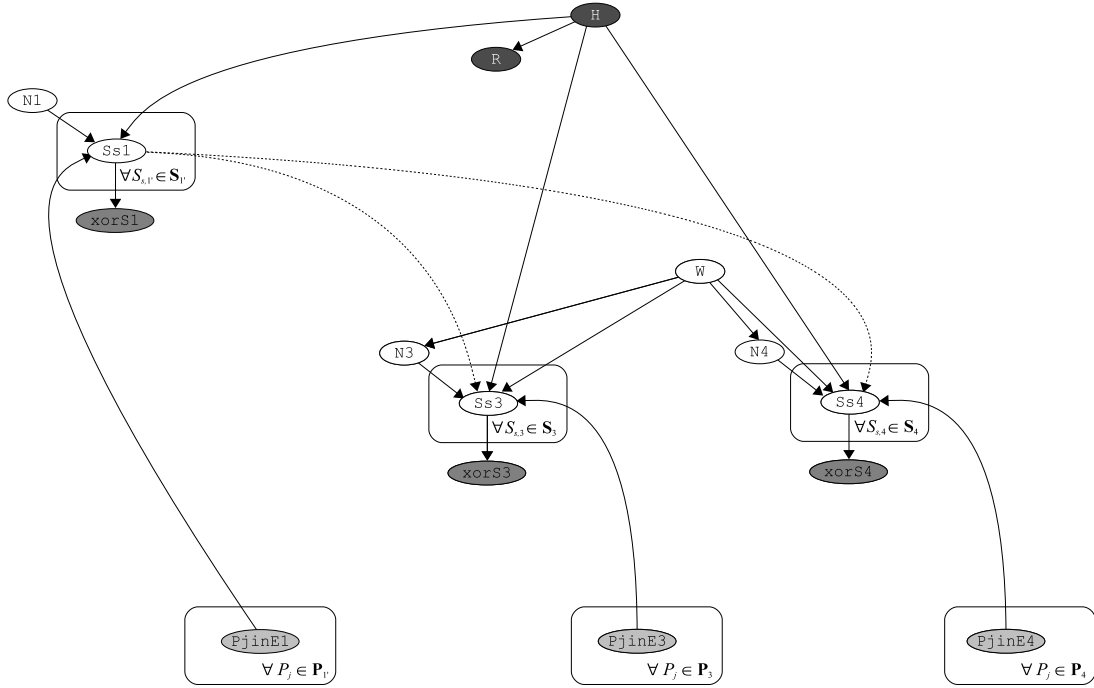 H
R
N1
Ss1
∀ S_{s,1'} ∈ S_{1'}
xorS1
W
N3
N4
Ss3
Ss4
∀ S_{s,3} ∈ S_3
∀ S_{s,4} ∈ S_4
xorS3
xorS4
PjinE1
PjinE3
PjinE4
∀ P_j ∈ P_{1'}
∀ P_j ∈ P_3
∀ P_j ∈ P_4